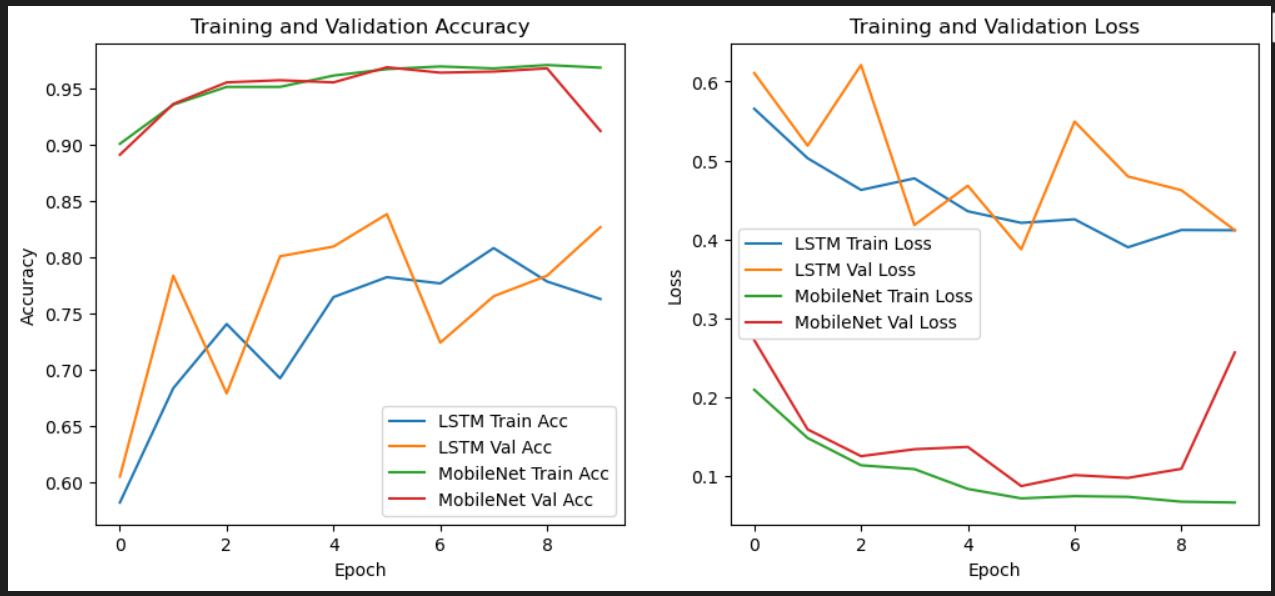 Training and Validation Accuracy
Accuracy
0.95
0.90
0.85
0.80
0.75
0.70
0.65
0.60
LSTM Train Acc
LSTM Val Acc
MobileNet Train Acc
MobileNet Val Acc
0 2 4 6 8
Epoch
Training and Validation Loss
Loss
0.6
0.5
0.4
0.3
0.2
0.1
LSTM Train Loss
LSTM Val Loss
MobileNet Train Loss
MobileNet Val Loss
0 2 4 6 8
Epoch